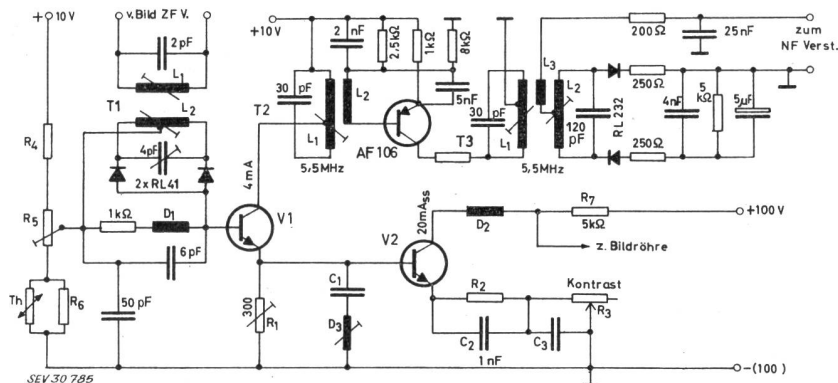 v.Bild ZF V.
+10V
2pF
L1
T1
L2
4pF
2xRL41
R4
R5
1kΩ
D1
6pF
Th
R6
50 pF
+10V
2 nF
2,5kΩ
1kΩ
8kΩ
T2
30 pF
L2
L1
5,5MHz
5nF
AF106
T3
4mA
V1
300
R1
C1
D3
30 pF
L1
L3
L2
5,5MHz
120 pF
RL 232
200Ω
25nF
zum
NF Verst.
250Ω
250Ω
4nF
5 kΩ
5µF
20mAss
V2
D2
R7
5kΩ
+100V
z. Bildröhre
R2
Kontrast
R3
C2
1nF
C3
-(100)
SEV 30 785